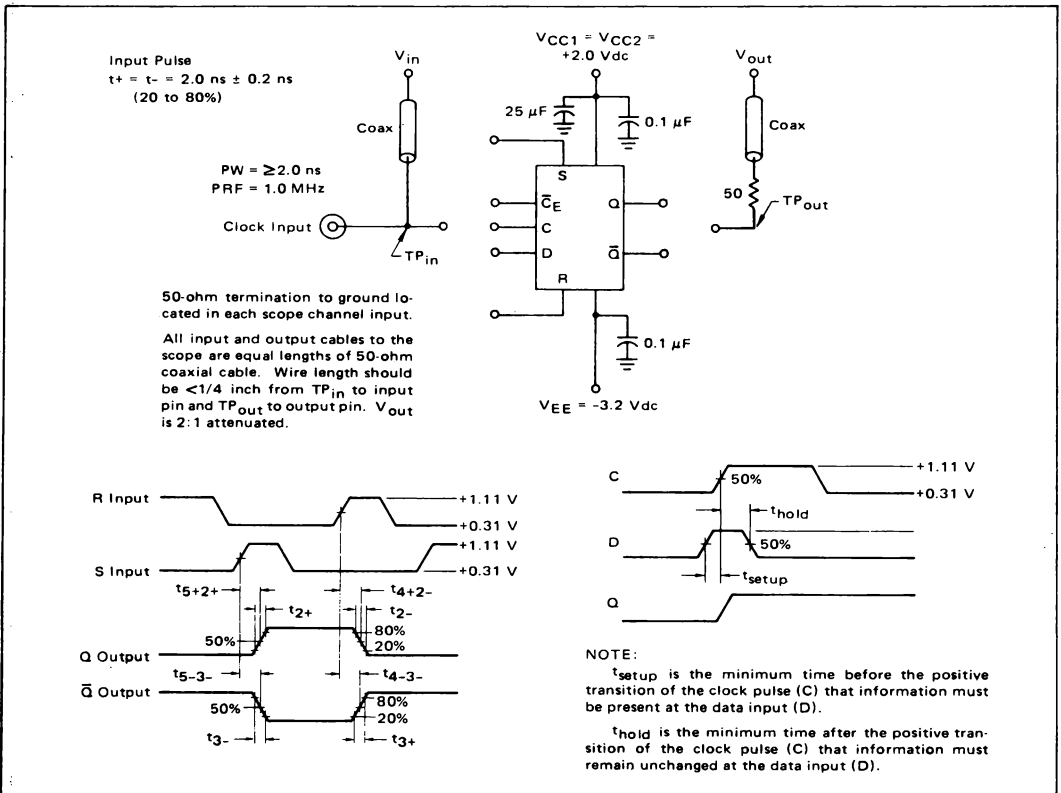 Input Pulse
t+ = t- = 2.0 ns ± 0.2 ns
(20 to 80%)
Vin
Coax
PW = ≥2.0 ns
PRF = 1.0 MHz
Clock Input
TPin
VCC1 = VCC2 =
+2.0 Vdc
25 μF
0.1 μF
S
C̅E
C
D
R
Q
Q̅
0.1 μF
VEE = -3.2 Vdc
Vout
Coax
50
TPout
50-ohm termination to ground lo-
cated in each scope channel input.
All input and output cables to the
scope are equal lengths of 50-ohm
coaxial cable. Wire length should
be <1/4 inch from TPin to input
pin and TPout to output pin. Vout
is 2:1 attenuated.
R Input
+1.11 V
+0.31 V
S Input
+1.11 V
+0.31 V
t5+2+
t4+2-
t2+
t2-
50%
80%
20%
Q Output
t5-3-
t4-3-
Q̅ Output
50%
80%
20%
t3-
t3+
C
50%
+1.11 V
+0.31 V
thold
D
50%
tsetup
Q
NOTE:
tsetup is the minimum time before the positive
transition of the clock pulse (C) that information must
be present at the data input (D).
thold is the minimum time after the positive tran-
sition of the clock pulse (C) that information must
remain unchanged at the data input (D).